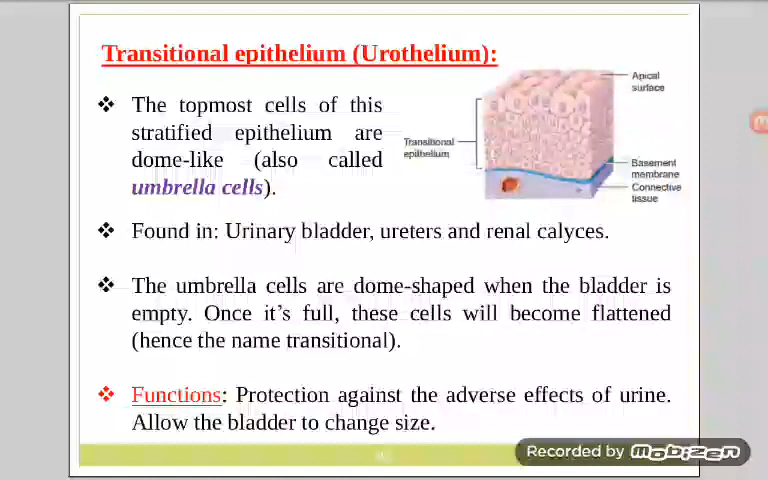 Transitional epithelium (Urothelium):
❖ The topmost cells of this
stratified epithelium are
dome-like (also called
umbrella cells).
Apical
surface
Transitional
epithelium
Basement
membrane
Connective
tissue
❖ Found in: Urinary bladder, ureters and renal calyces.
❖ The umbrella cells are dome-shaped when the bladder is
empty. Once it’s full, these cells will become flattened
(hence the name transitional).
❖ Functions: Protection against the adverse effects of urine.
Allow the bladder to change size.
Recorded by mobizen